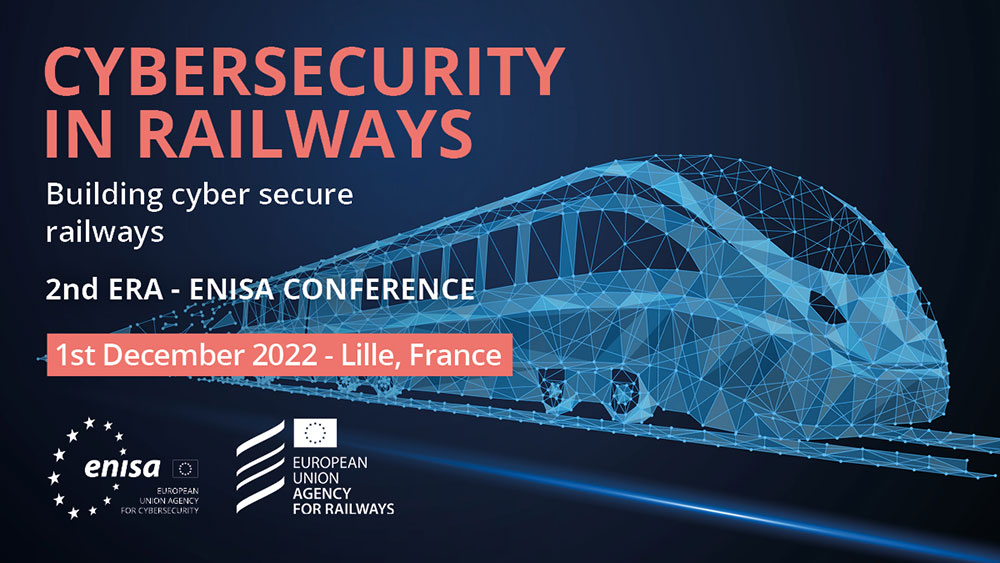 CYBERSECURITY
IN RAILWAYS
Building cyber secure
railways
2nd ERA - ENISA CONFERENCE
1st December 2022 - Lille, France
enisa
EUROPEAN
UNION AGENCY
FOR CYBERSECURITY
EUROPEAN
UNION
AGENCY
FOR RAILWAYS